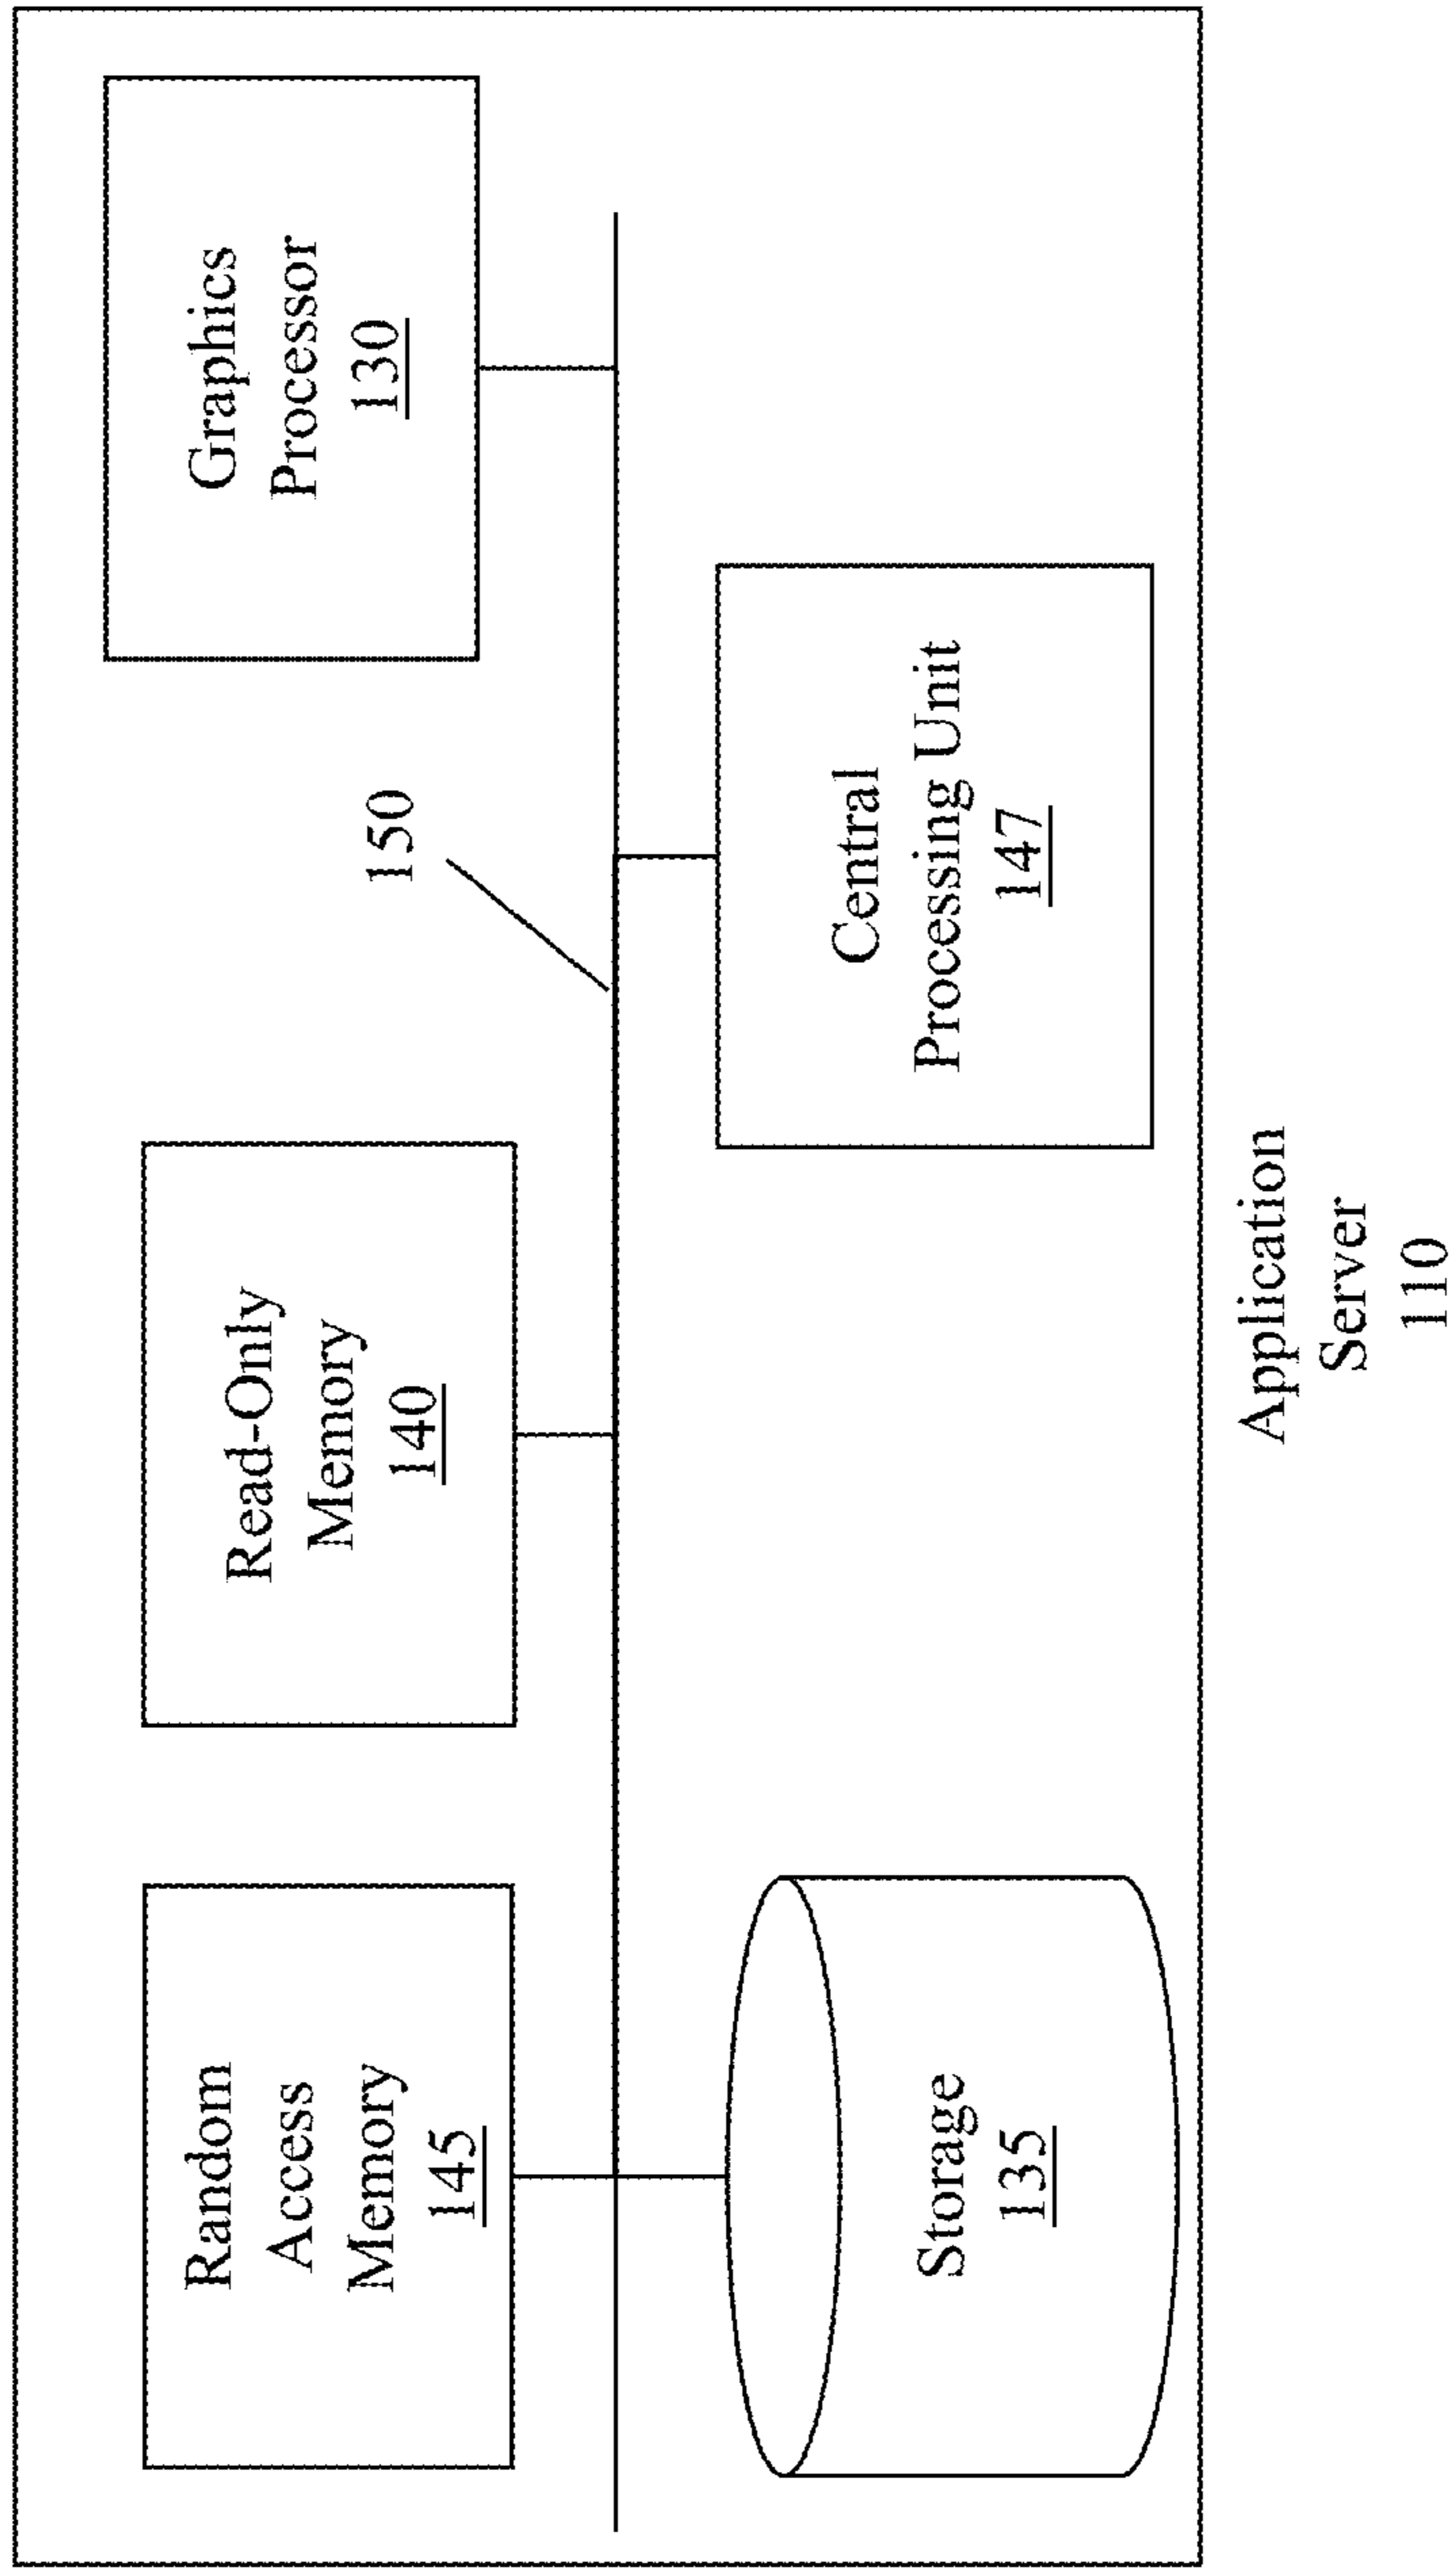 Random
Access
Memory
145
Read-Only
Memory
140
Graphics
Processor
130
150
Storage
135
Central
Processing Unit
147
Application
Server
110